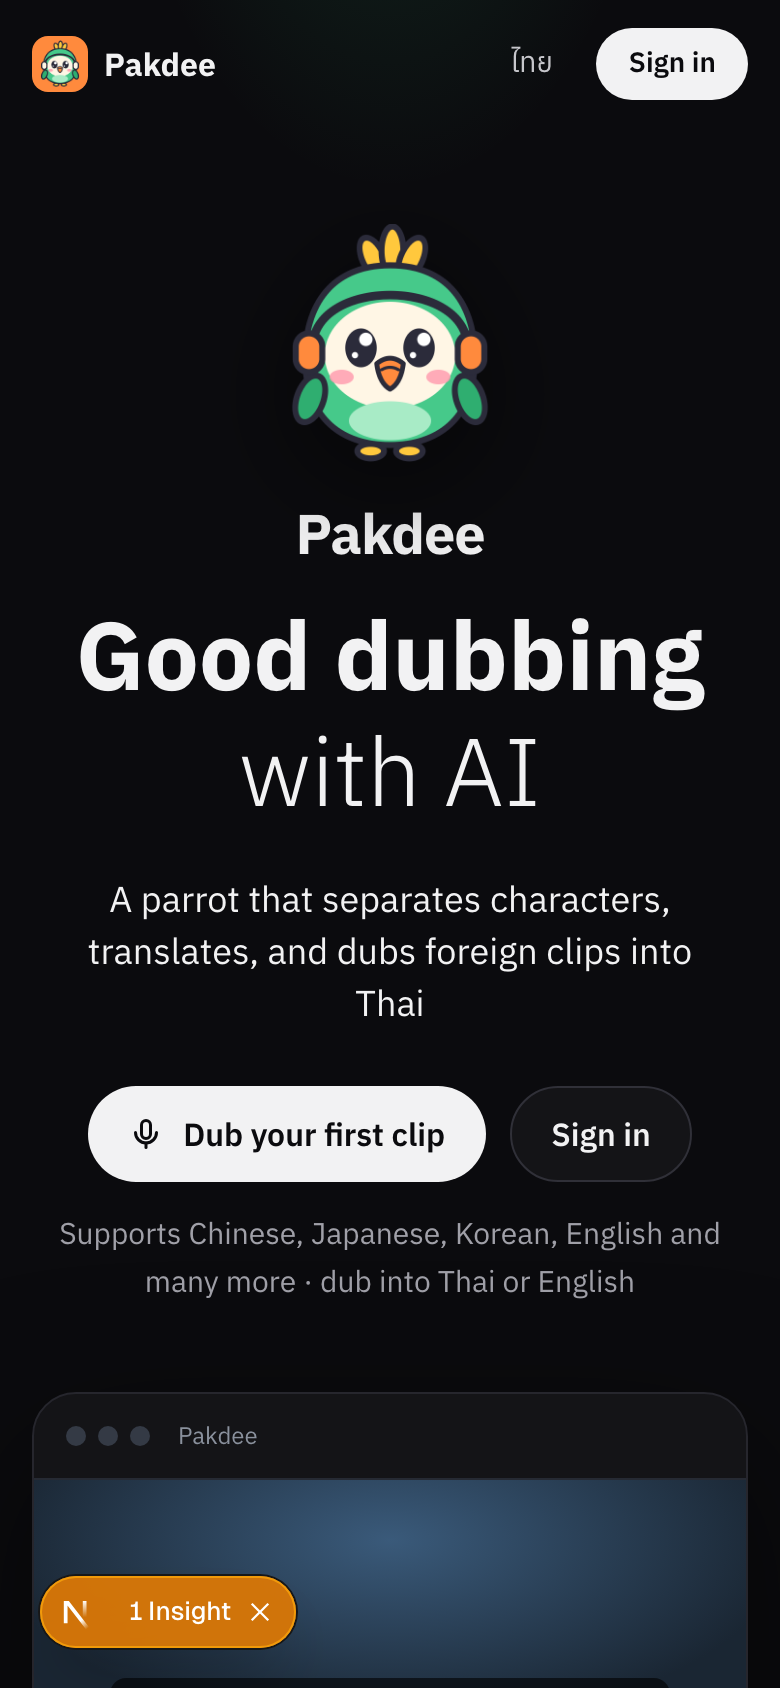 Pakdee
ไทย
Sign in
Pakdee
Good dubbing
with AI
A parrot that separates characters,
translates, and dubs foreign clips into
Thai
Dub your first clip
Sign in
Supports Chinese, Japanese, Korean, English and
many more · dub into Thai or English
Pakdee
N
1 Insight